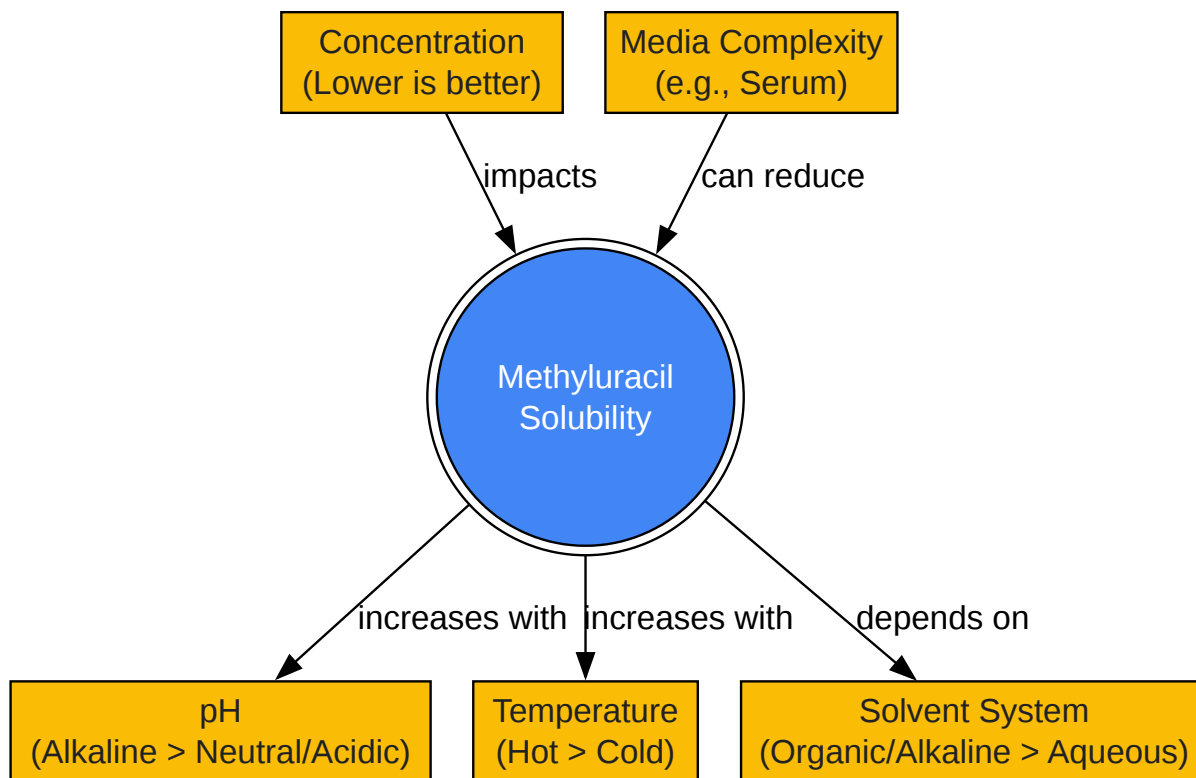 Concentration
(Lower is better)
Media Complexity
(e.g., Serum)
impacts
can reduce
Methyluracil
Solubility
increases with
increases with
depends on
pH
(Alkaline > Neutral/Acidic)
Temperature
(Hot > Cold)
Solvent System
(Organic/Alkaline > Aqueous)